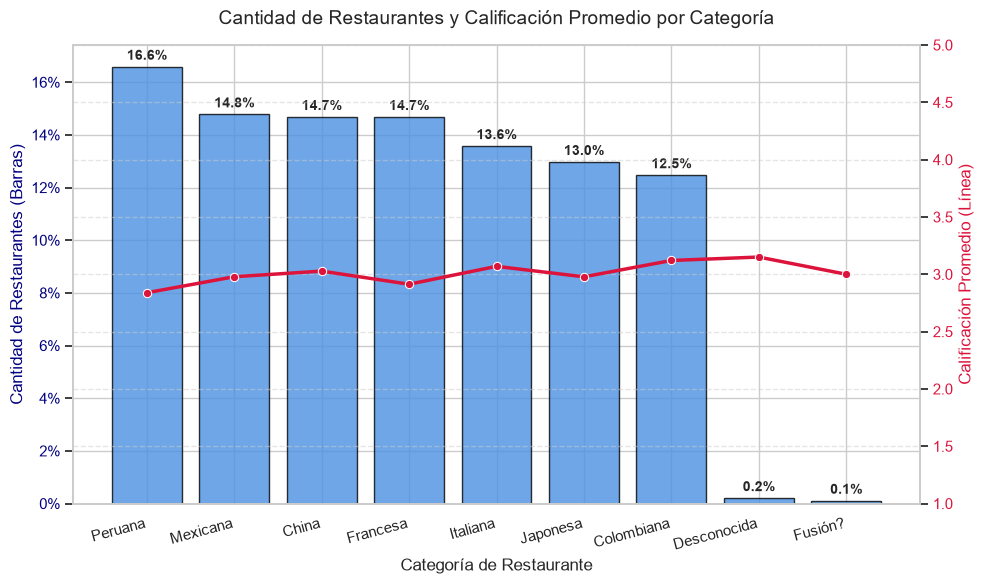 Cantidad de Restaurantes y Calificación Promedio por Categoría
Cantidad de Restaurantes (Barras)
16%
14%
12%
10%
8%
6%
4%
2%
0%
16.6%
14.8%
14.7%
14.7%
13.6%
13.0%
12.5%
0.2%
0.1%
5.0
4.5
4.0
3.5
3.0
2.5
2.0
1.5
1.0
Calificación Promedio (Línea)
Peruana
Mexicana
China
Francesa
Italiana
Japonesa
Colombiana
Desconocida
Fusión?
Categoría de Restaurante